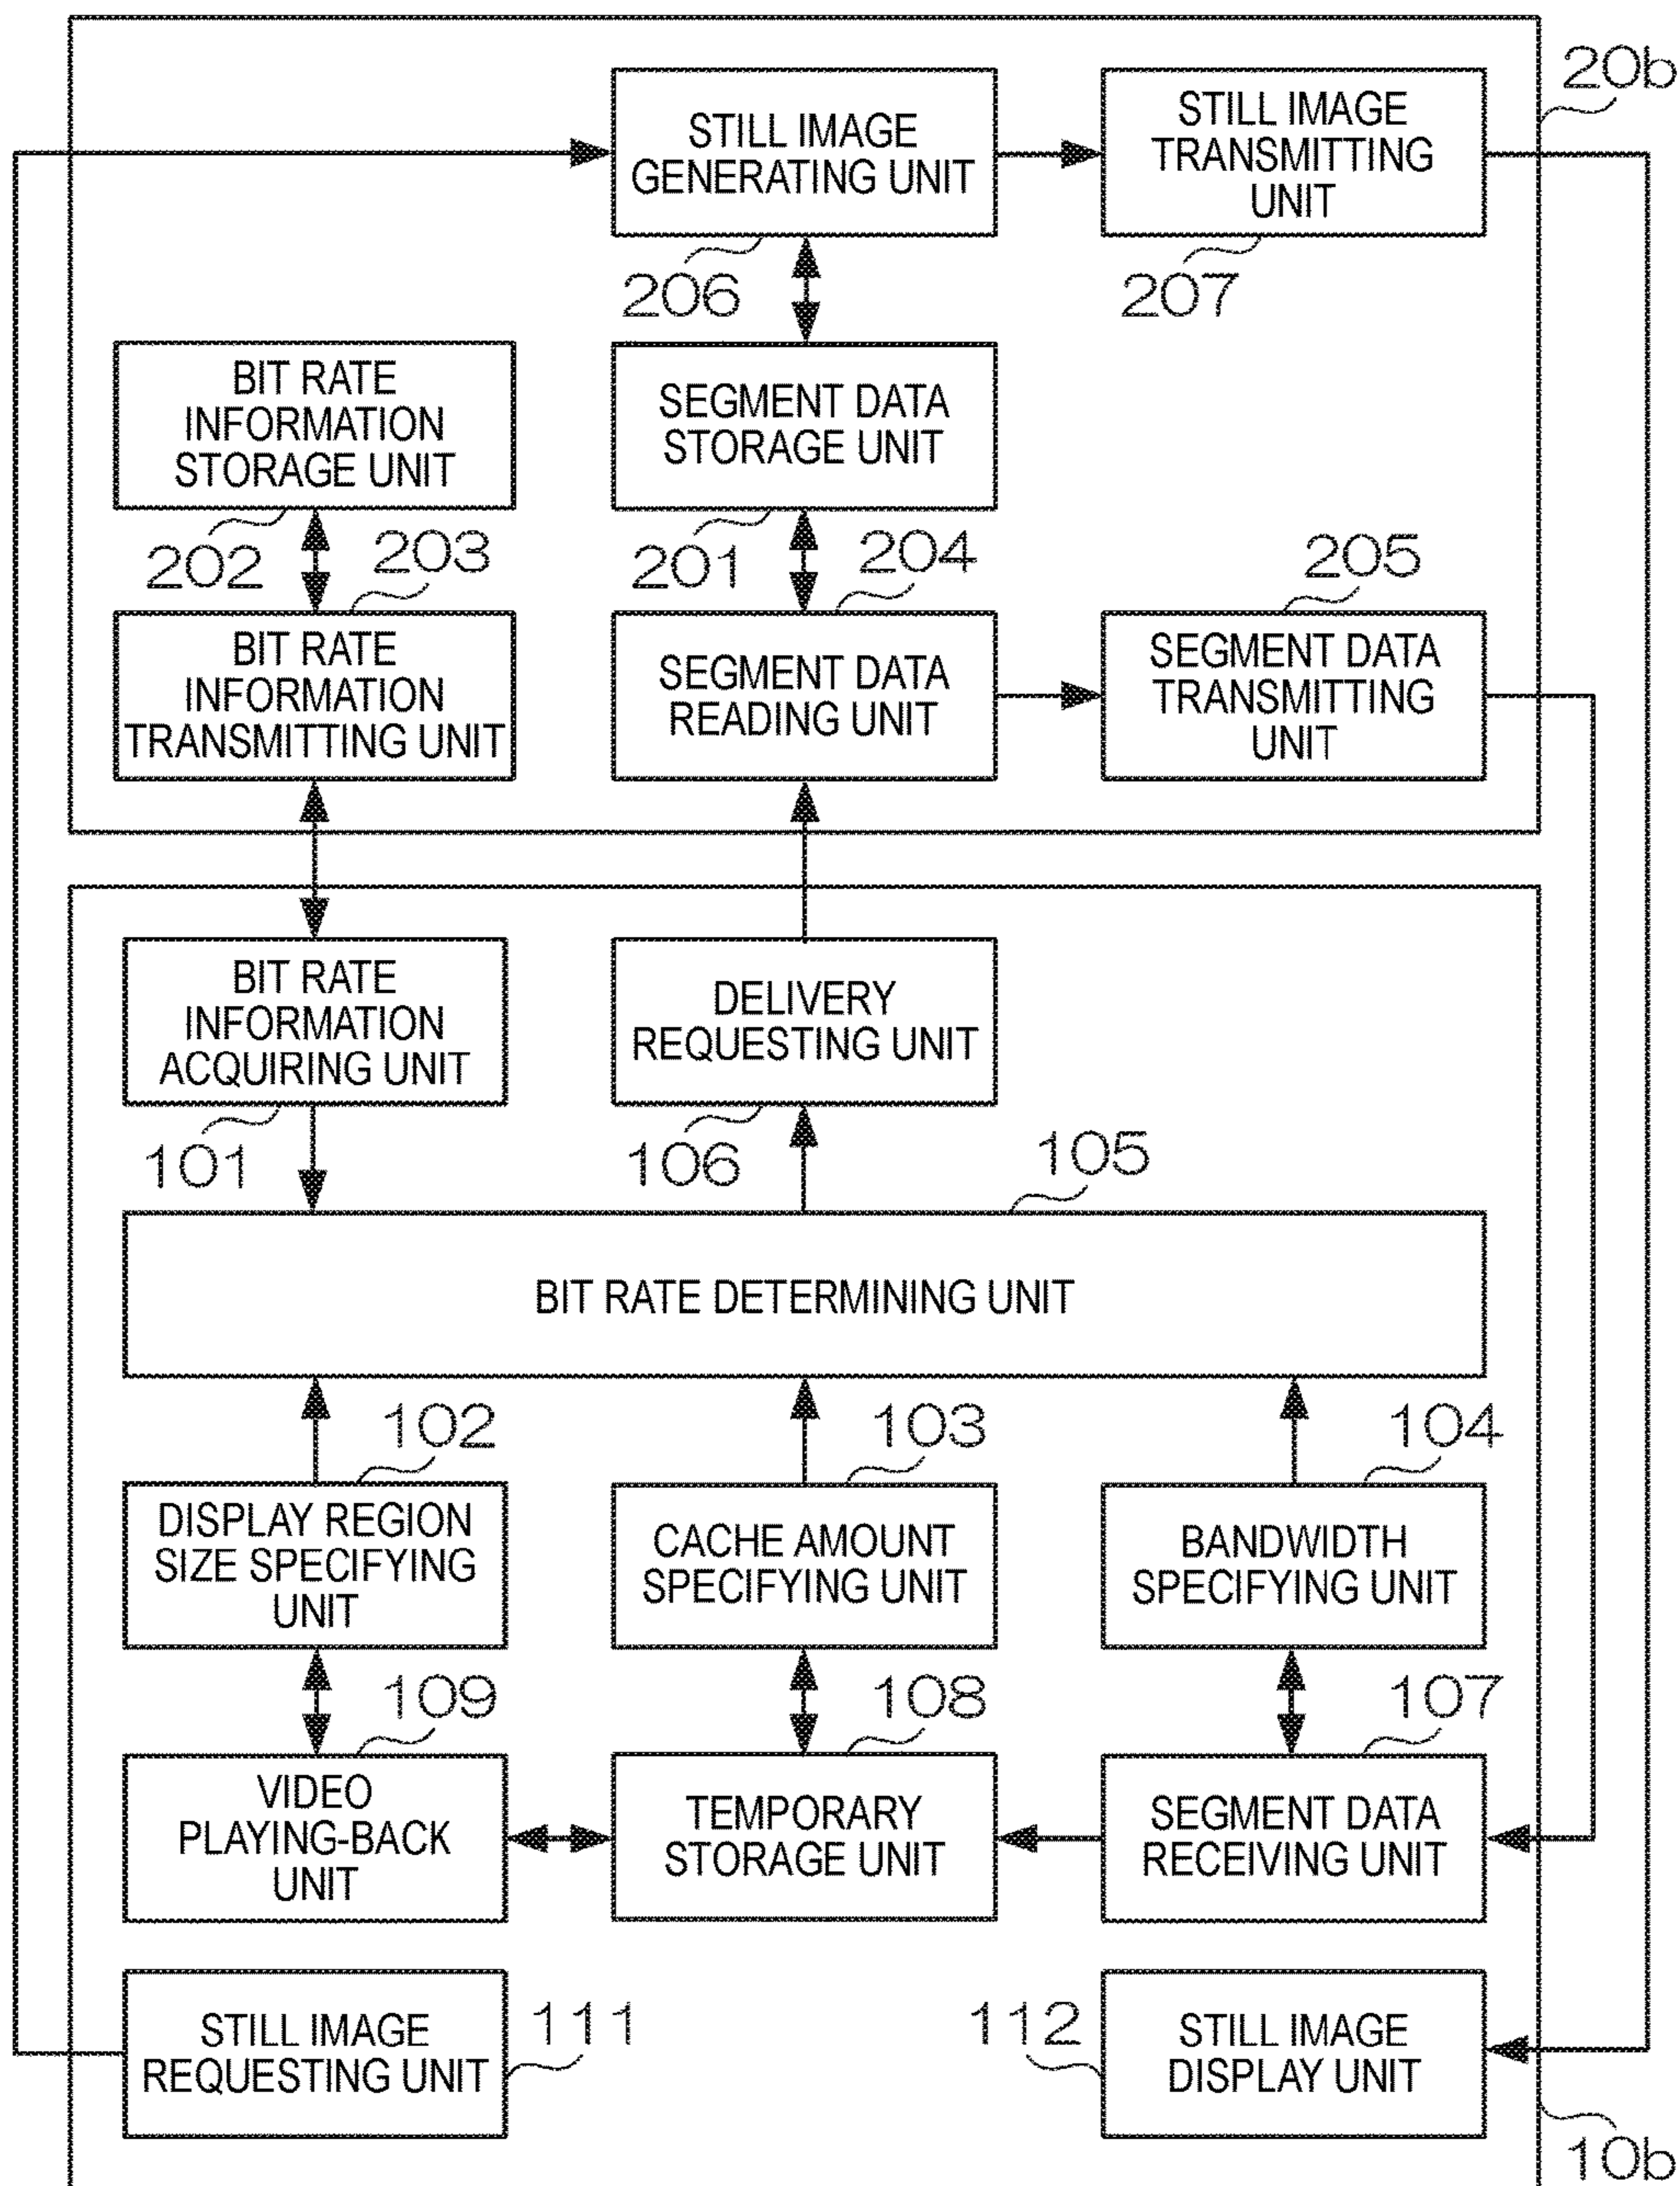 20b
STILL IMAGE
GENERATING UNIT
STILL IMAGE
TRANSMITTING
UNIT
206
207
BIT RATE
INFORMATION
STORAGE UNIT
SEGMENT DATA
STORAGE UNIT
202
203
201
204
205
BIT RATE
INFORMATION
TRANSMITTING UNIT
SEGMENT DATA
READING UNIT
SEGMENT DATA
TRANSMITTING
UNIT
BIT RATE
INFORMATION
ACQUIRING UNIT
DELIVERY
REQUESTING UNIT
101
106
105
BIT RATE DETERMINING UNIT
102
103
104
DISPLAY REGION
SIZE SPECIFYING
UNIT
CACHE AMOUNT
SPECIFYING UNIT
BANDWIDTH
SPECIFYING UNIT
109
108
107
VIDEO
PLAYING-BACK
UNIT
TEMPORARY
STORAGE UNIT
SEGMENT DATA
RECEIVING UNIT
STILL IMAGE
REQUESTING UNIT
111
112
STILL IMAGE
DISPLAY UNIT
10b